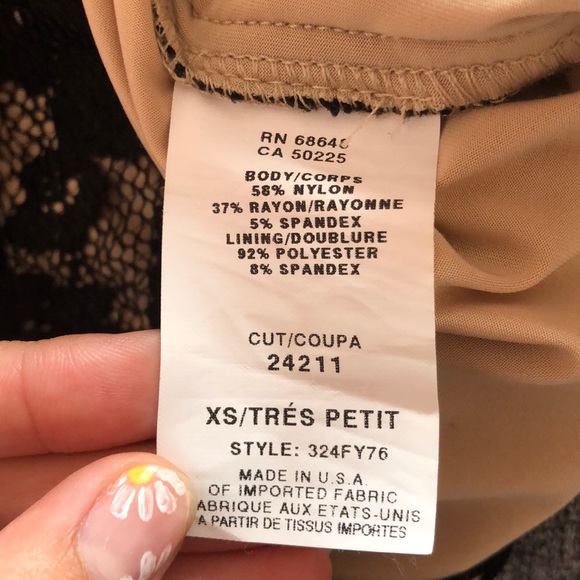 RN 68640
CA 50225
BODY/CORPS
58% NYLON
37% RAYON/RAYONNE
5% SPANDEX
LINING/DOUBLURE
92% POLYESTER
8% SPANDEX
CUT/COUPA
24211
XS/TRÉS PETIT
STYLE: 324FY76
MADE IN U.S.A.
OF IMPORTED FABRIC
ABRIQUE AUX ETATS-UNIS
A PARTIR DE TISSUS IMPORTES